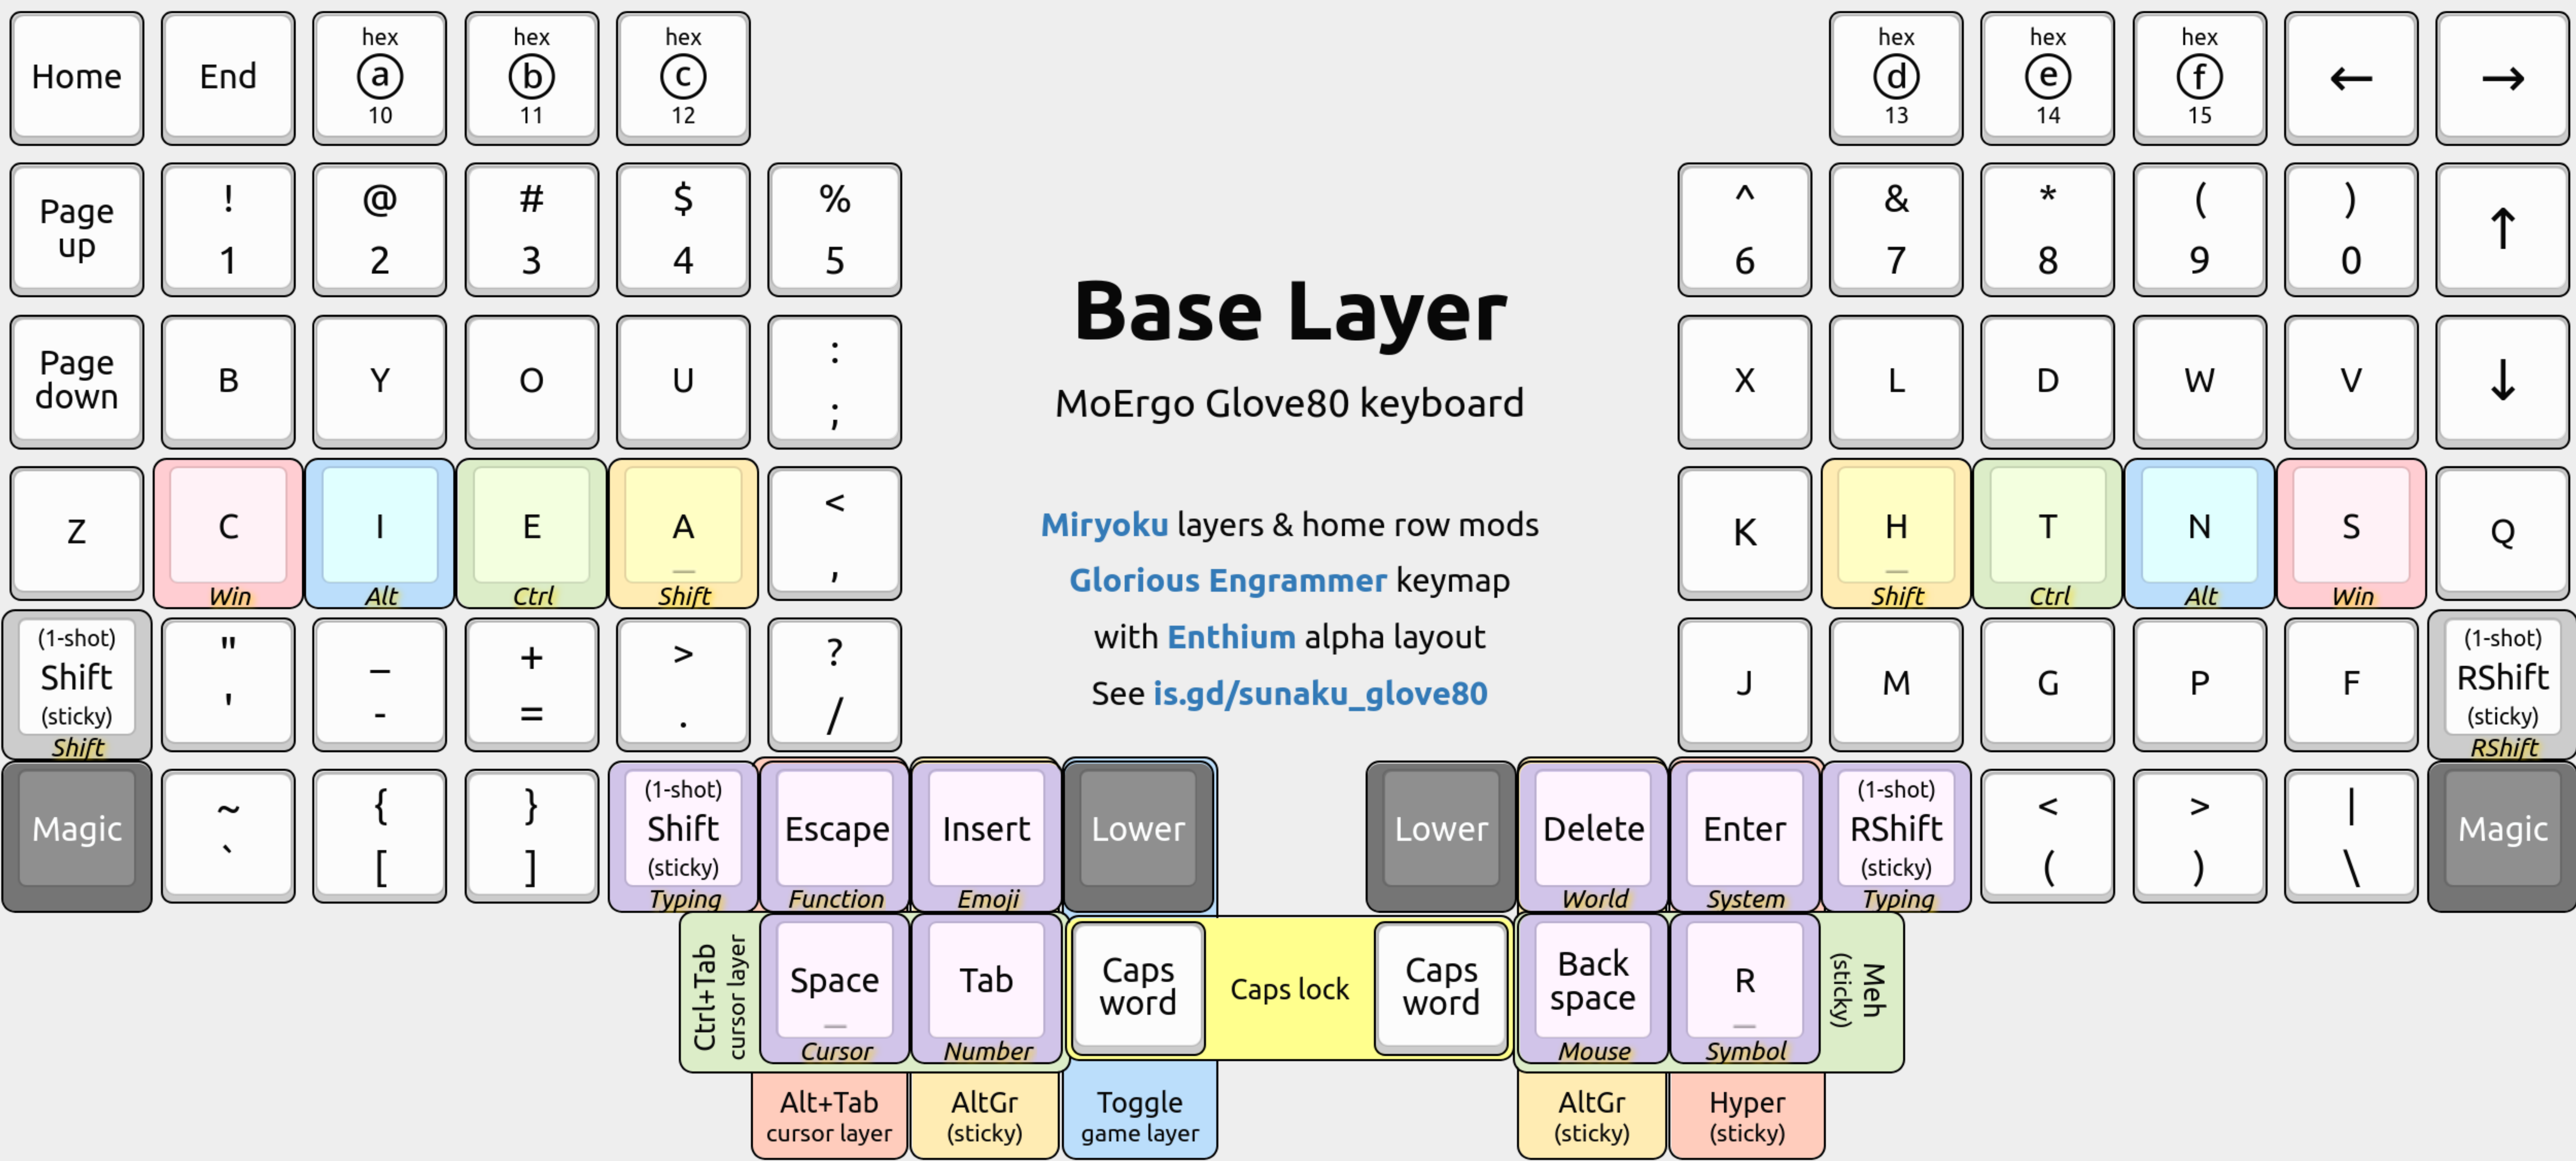 Home End hex hex hex hex hex hex ← →
ⓐ ⓑ ⓒ ⓓ ⓔ ⓕ
10 11 12 13 14 15
Page up ! @ # $ % ^ & * ( ) ↑
1 2 3 4 5 6 7 8 9 0
Base Layer
Page down B Y O U : ; X L D W V ↓
MoErgo Glove80 keyboard
Z C I E A _ < , K H _ T N S Q
Win Alt Ctrl Shift Shift Ctrl Alt Win
Miryoku layers & home row mods
Glorious Engrammer keymap
with Enthium alpha layout
See is.gd/sunaku_glove80
(1-shot) " _ + > ? (1-shot)
Shift ' - = . / J M G P F RShift
(sticky) (sticky)
Shift RShift
Magic ~ { } (1-shot) (1-shot) < > | Magic
` [ ] Shift Escape Insert Lower Lower Delete Enter RShift ( ) \
(sticky) (sticky)
Typing Function Emoji World System Typing
Ctrl+Tab
cursor layer
Space _ Tab Caps word Caps lock Caps word Back space R _
Meh
(sticky)
Cursor Number Mouse Symbol
Alt+Tab AltGr Toggle AltGr Hyper
cursor layer (sticky) game layer (sticky) (sticky)